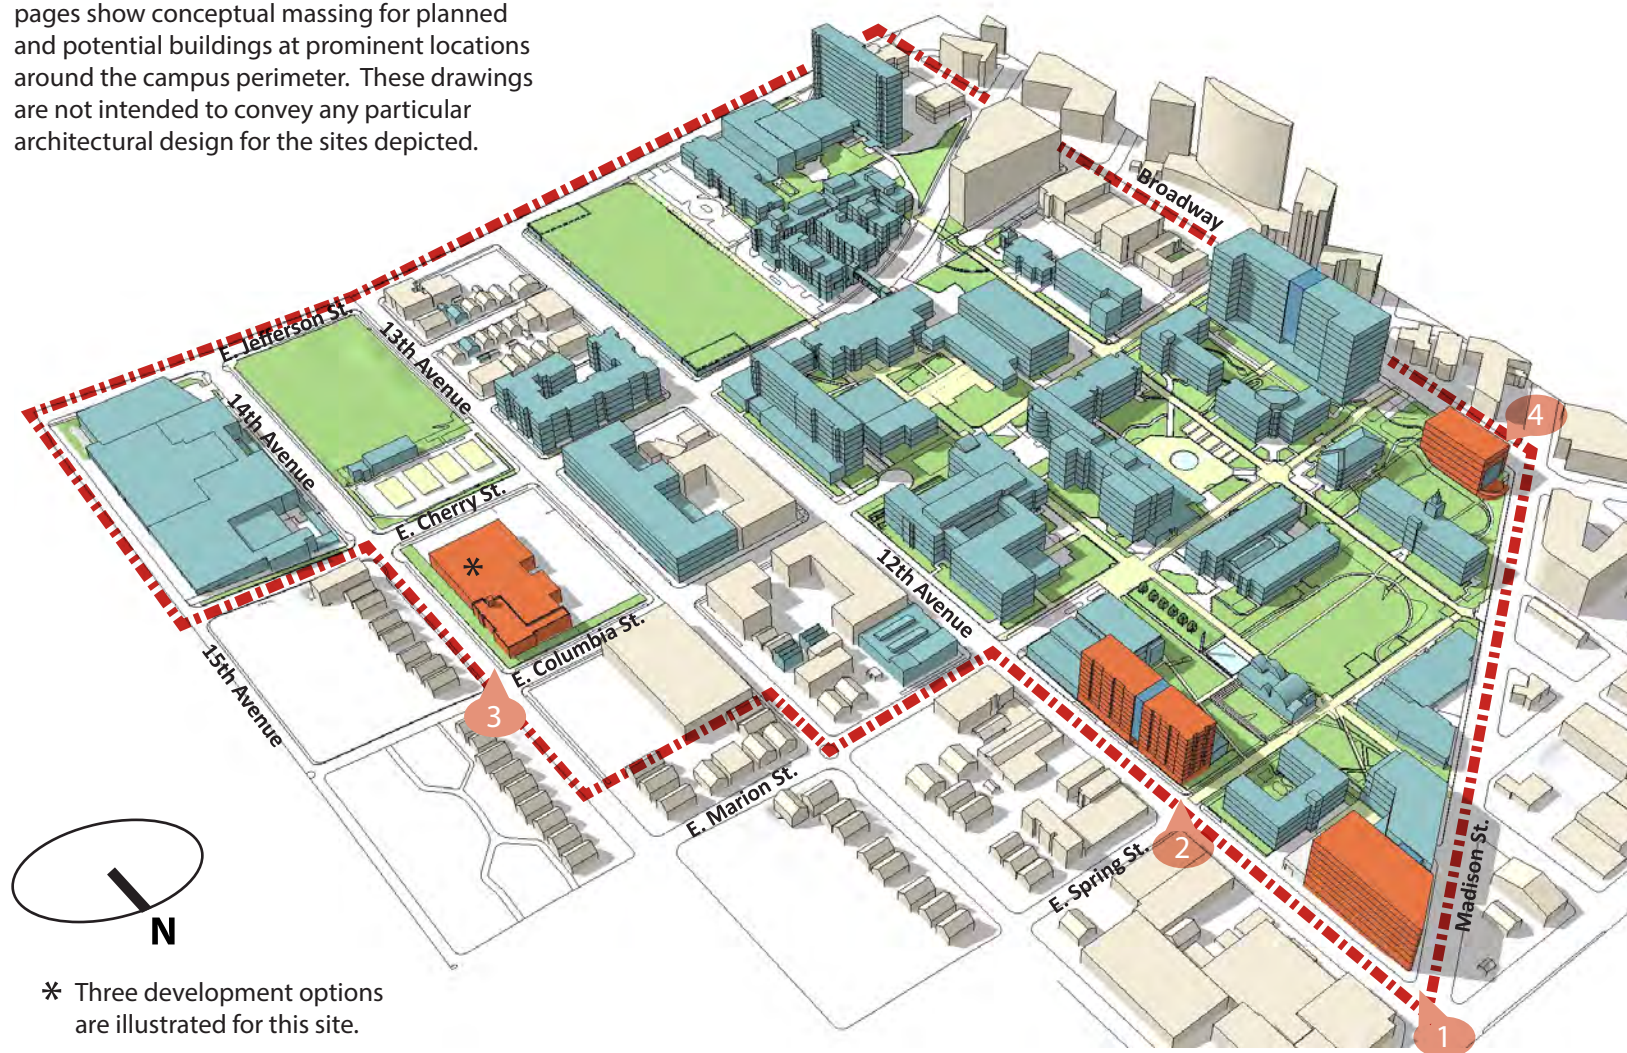 pages show conceptual massing for planned
and potential buildings at prominent locations
around the campus perimeter. These drawings
are not intended to convey any particular
architectural design for the sites depicted.
Broadway
E. Jefferson St.
13th Avenue
14th Avenue
4
E. Cherry St.
*
12th Avenue
E. Columbia St.
15th Avenue
3
E. Marion St.
2
E. Spring St.
Madison St.
N
* Three development options
are illustrated for this site.
1